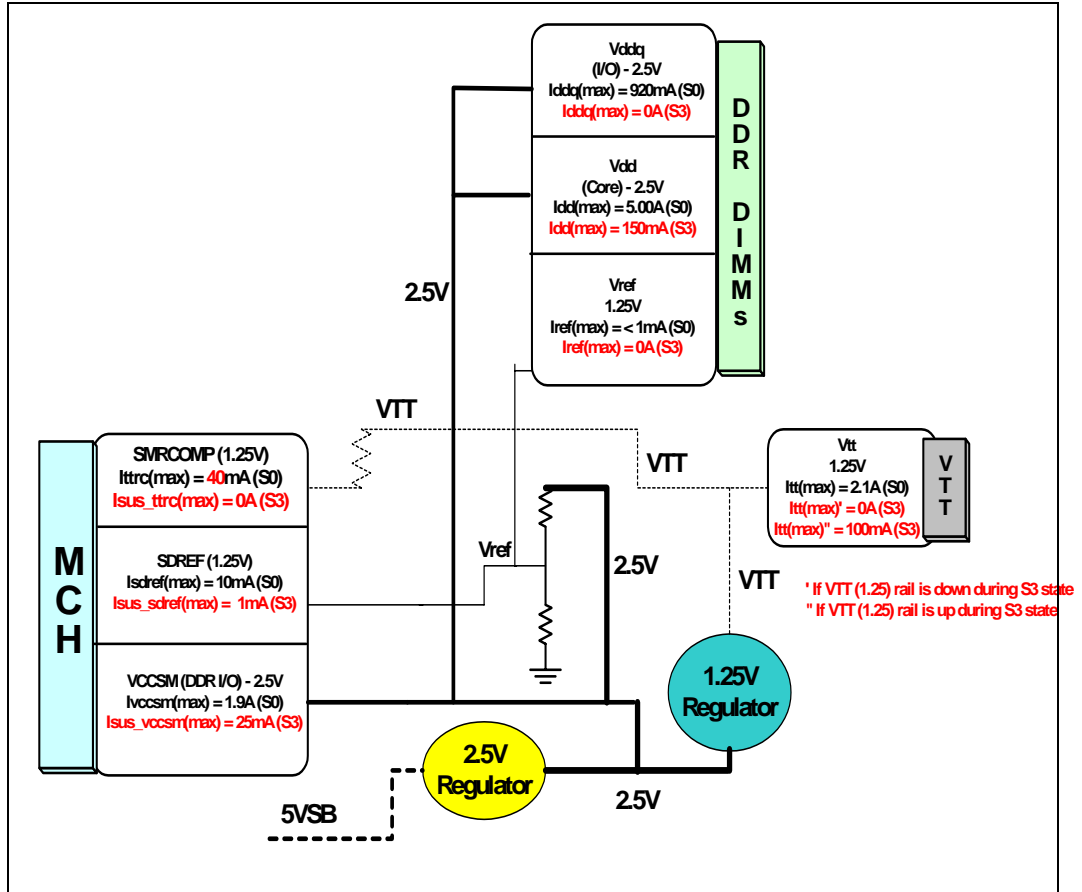 Vddq
(I/O) - 2.5V
Iddq(max) = 920mA (S0)
Iddq(max) = 0A (S3)
Vdd
(Core) - 2.5V
Idd(max) = 5.00A (S0)
Idd(max) = 150mA (S3)
Vref
1.25V
Iref(max) = < 1mA (S0)
Iref(max) = 0A (S3)
DDR DIMMs
2.5V
VTT
SMRCOMP (1.25V)
Ittrc(max) = 40mA (S0)
Isus_ttrc(max) = 0A (S3)
SDREF (1.25V)
Isdref(max) = 10mA (S0)
Isus_sdref(max) = 1mA (S3)
VCCSM (DDR I/O) - 2.5V
Ivccsm(max) = 1.9A (S0)
Isus_vccsm(max) = 25mA (S3)
MCH
VTT
Vtt
1.25V
Itt(max) = 2.1A (S0)
Itt(max)' = 0A (S3)
Itt(max)" = 100mA (S3)
VTT
Vref
2.5V
VTT
' If VTT (1.25) rail is down during S3 state
" If VTT (1.25) rail is up during S3 state
1.25V
Regulator
2.5V
Regulator
2.5V
5VSB